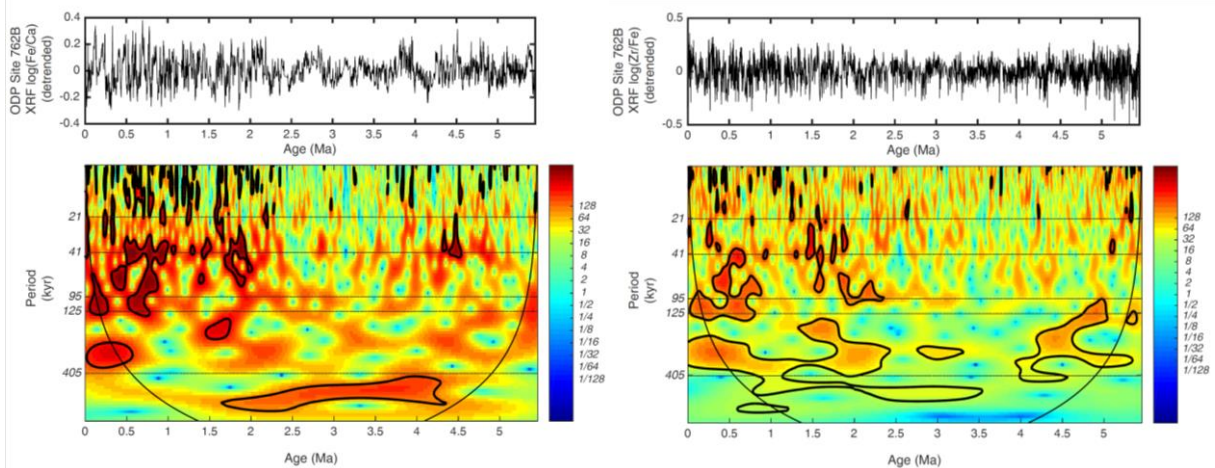 ODP Site 762B
XRF log(Fe/Ca)
(detrended)
0.4
0.2
0
-0.2
-0.4
0 0.5 1 1.5 2 2.5 3 3.5 4 4.5 5
Age (Ma)
Period
(kyr)
21
41
95
125
405
0 0.5 1 1.5 2 2.5 3 3.5 4 4.5 5
Age (Ma)
128
64
32
16
8
4
2
1
1/2
1/4
1/8
1/16
1/32
1/64
1/128
ODP Site 762B
XRF log(Zr/Fe)
(detrended)
0.5
0
-0.5
0 0.5 1 1.5 2 2.5 3 3.5 4 4.5 5
Age (Ma)
Period
(kyr)
21
41
95
125
405
0 0.5 1 1.5 2 2.5 3 3.5 4 4.5 5
Age (Ma)
128
64
32
16
8
4
2
1
1/2
1/4
1/8
1/16
1/32
1/64
1/128